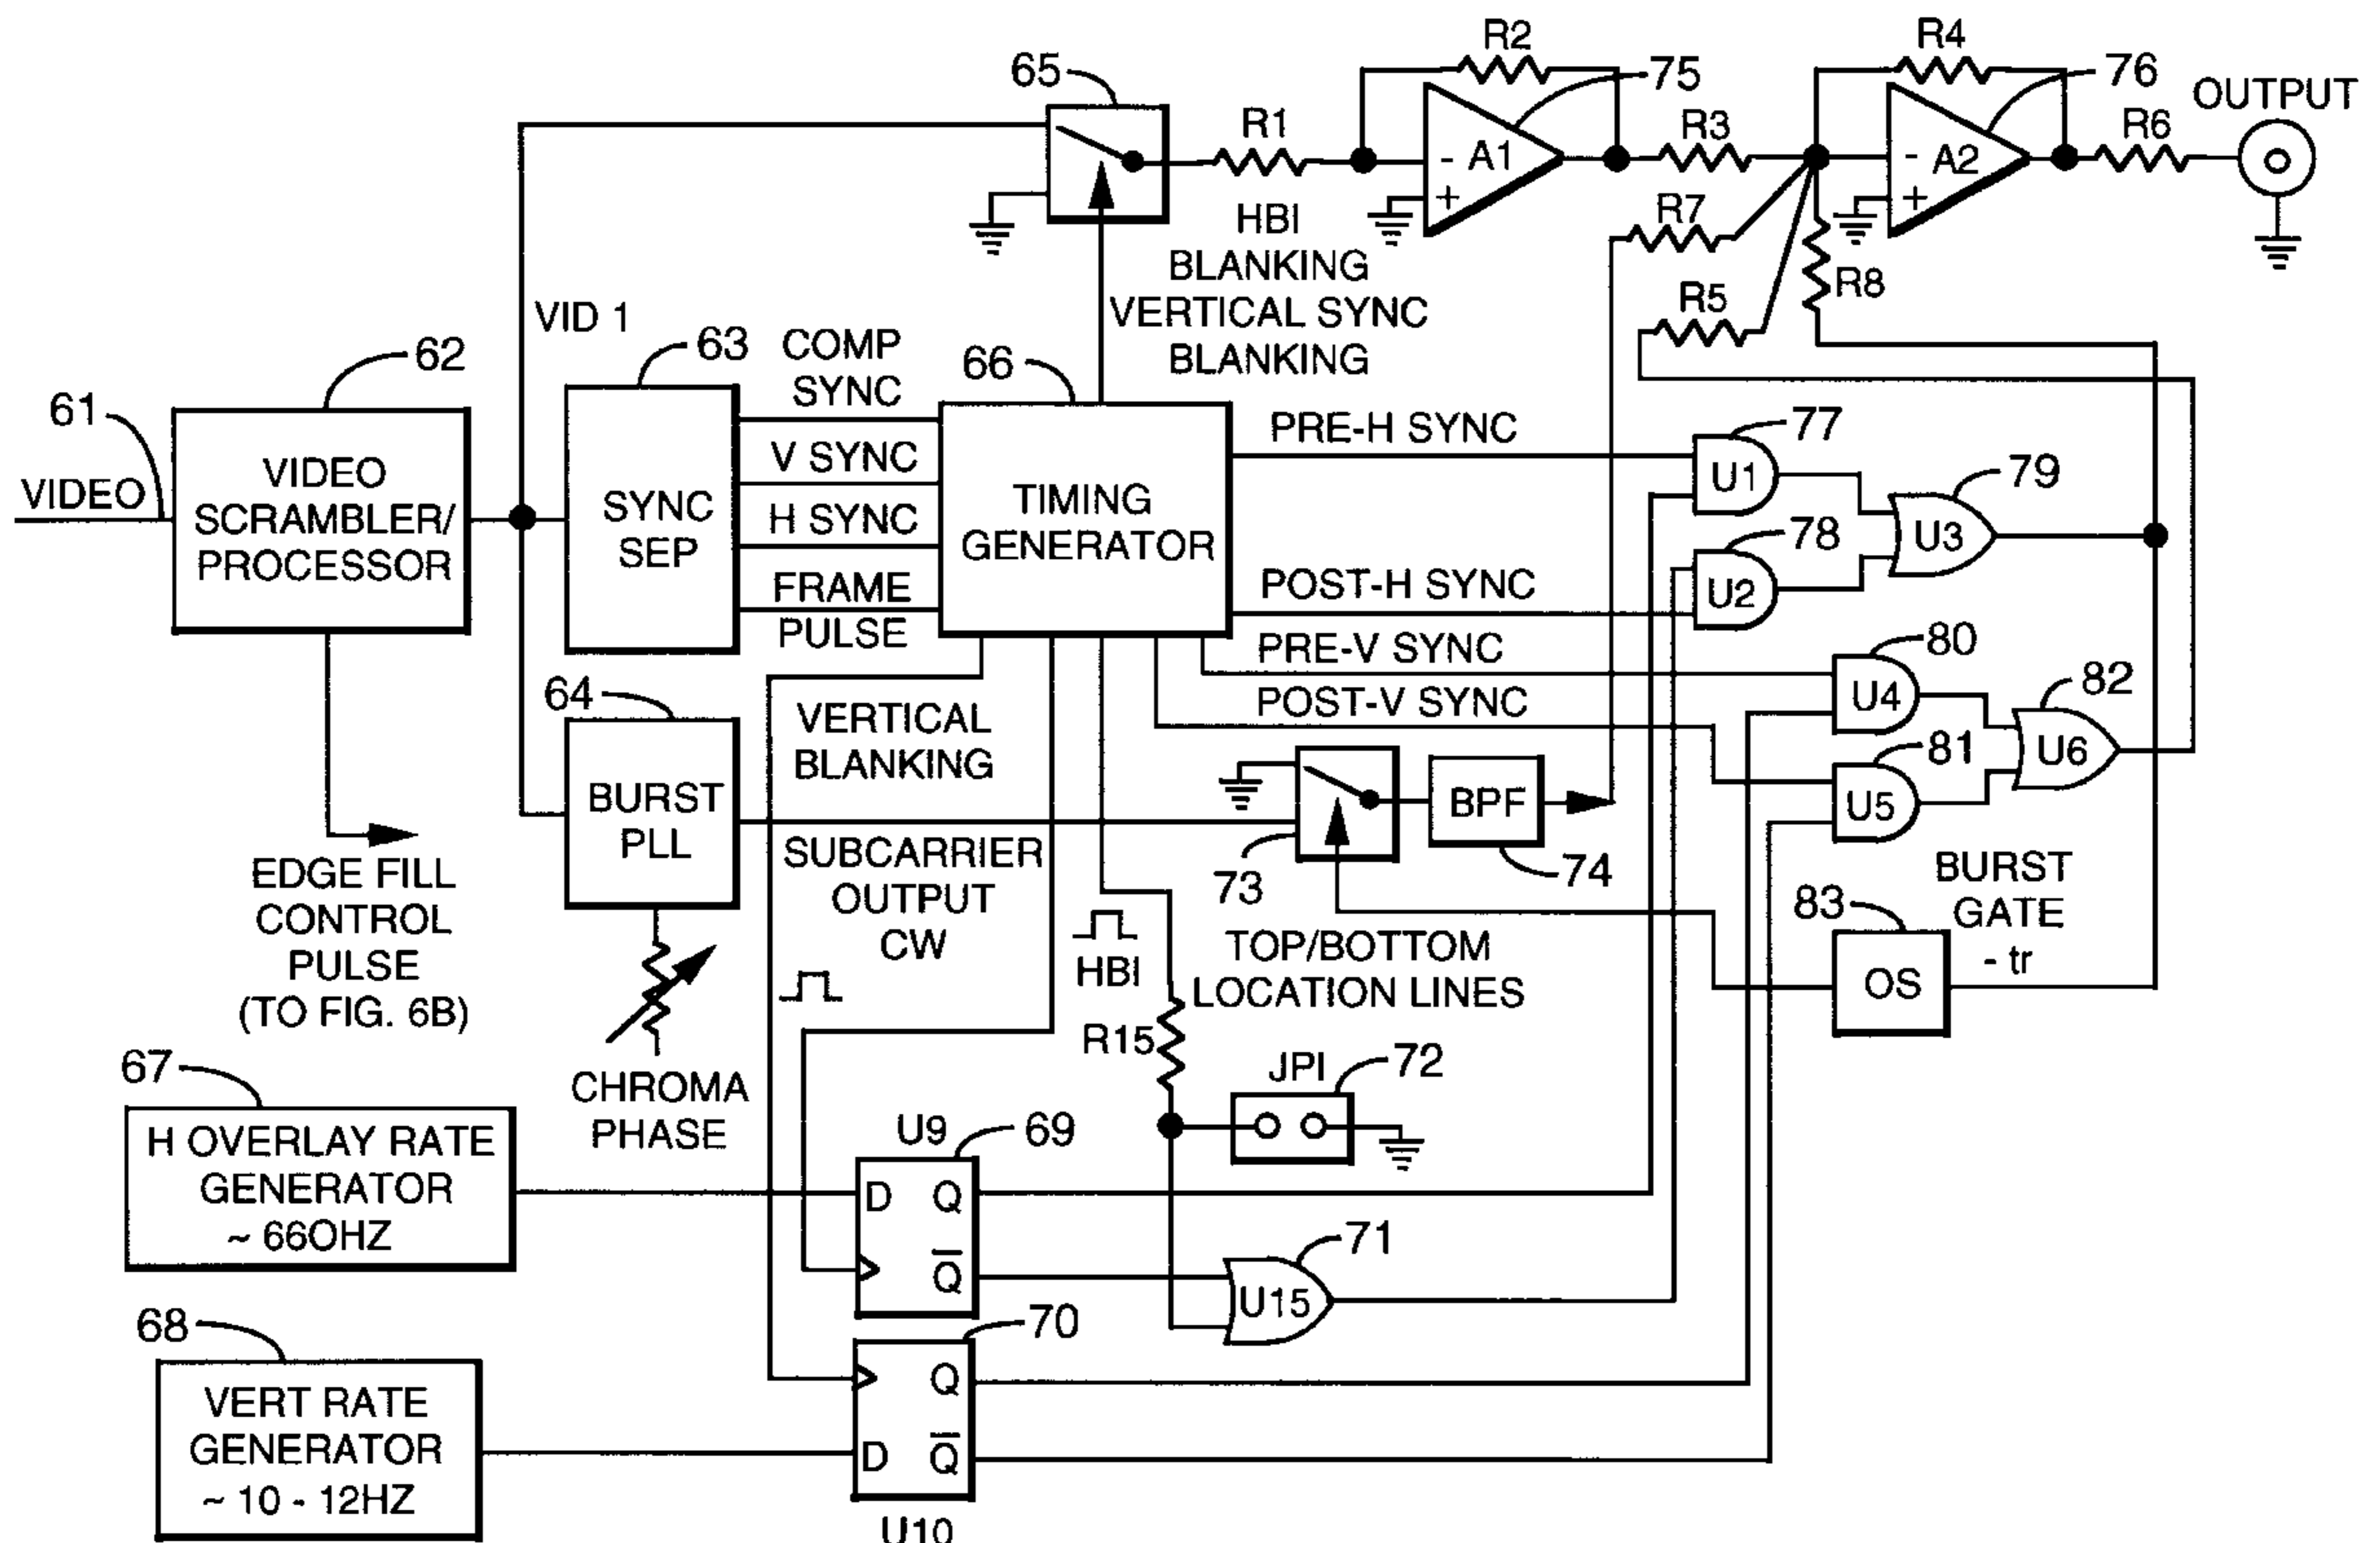 R2
R4
65
75
76
OUTPUT
R1
R3
R6
- A1
+
- A2
+
HBI
BLANKING
VERTICAL SYNC
BLANKING
R7
R8
R5
VID 1
62
63
COMP
SYNC
66
61
VIDEO
VIDEO
SCRAMBLER/
PROCESSOR
SYNC
SEP
V SYNC
H SYNC
FRAME
PULSE
TIMING
GENERATOR
PRE-H SYNC
77
U1
79
U3
78
U2
POST-H SYNC
PRE-V SYNC
POST-V SYNC
80
U4
82
U6
81
U5
64
BURST
PLL
VERTICAL
BLANKING
SUBCARRIER
OUTPUT
CW
73
BPF
74
BURST
GATE
- tr
83
OS
EDGE FILL
CONTROL
PULSE
(TO FIG. 6B)
HBI
TOP/BOTTOM
LOCATION LINES
R15
CHROMA
PHASE
JPI
72
67
H OVERLAY RATE
GENERATOR
~ 66OHZ
U9
69
D Q
Q
71
U15
68
VERT RATE
GENERATOR
~ 10 - 12HZ
70
Q
D Q
U10